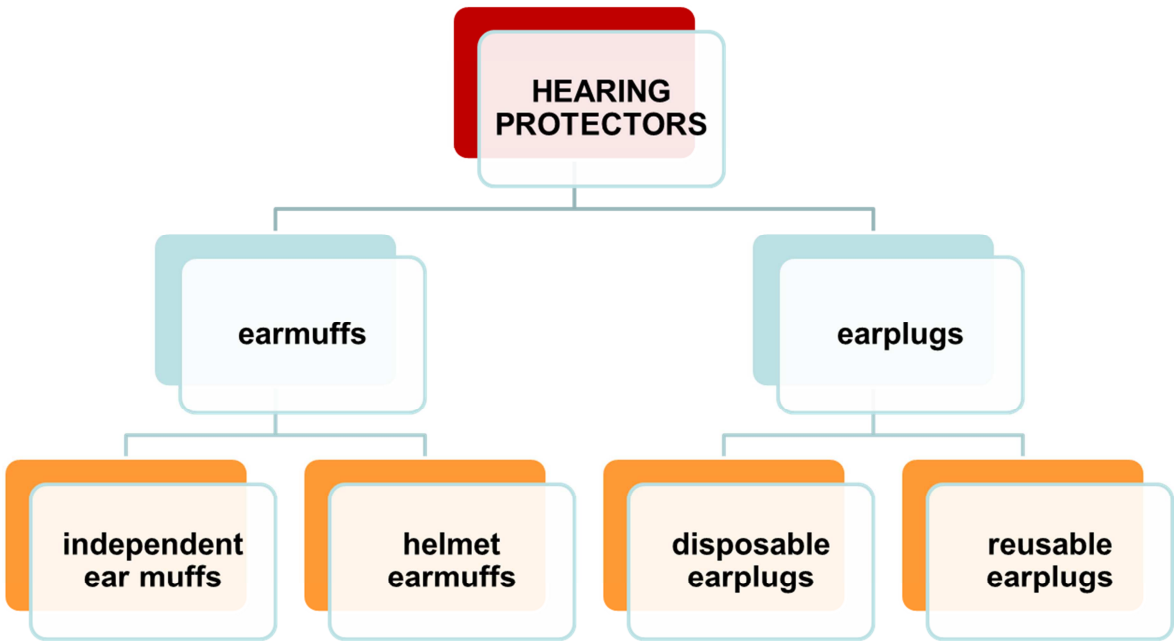 HEARING
PROTECTORS
earmuffs
earplugs
independent
ear muffs
helmet
earmuffs
disposable
earplugs
reusable
earplugs